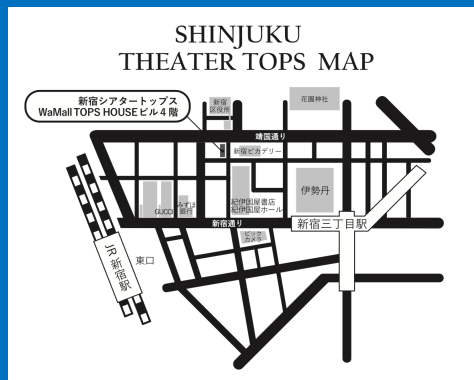 SHINJUKU
THEATER TOPS MAP
新宿シアタートップス
WaMall TOPS HOUSEビル4階
新宿
区役所
花園神社
靖国通り
新宿ピカデリー
伊勢丹
紀伊国屋書店
紀伊国屋ホール
GUCCI
みずほ
銀行
新宿通り
新宿三丁目駅
ビック
カメラ
東口
JR 新宿駅